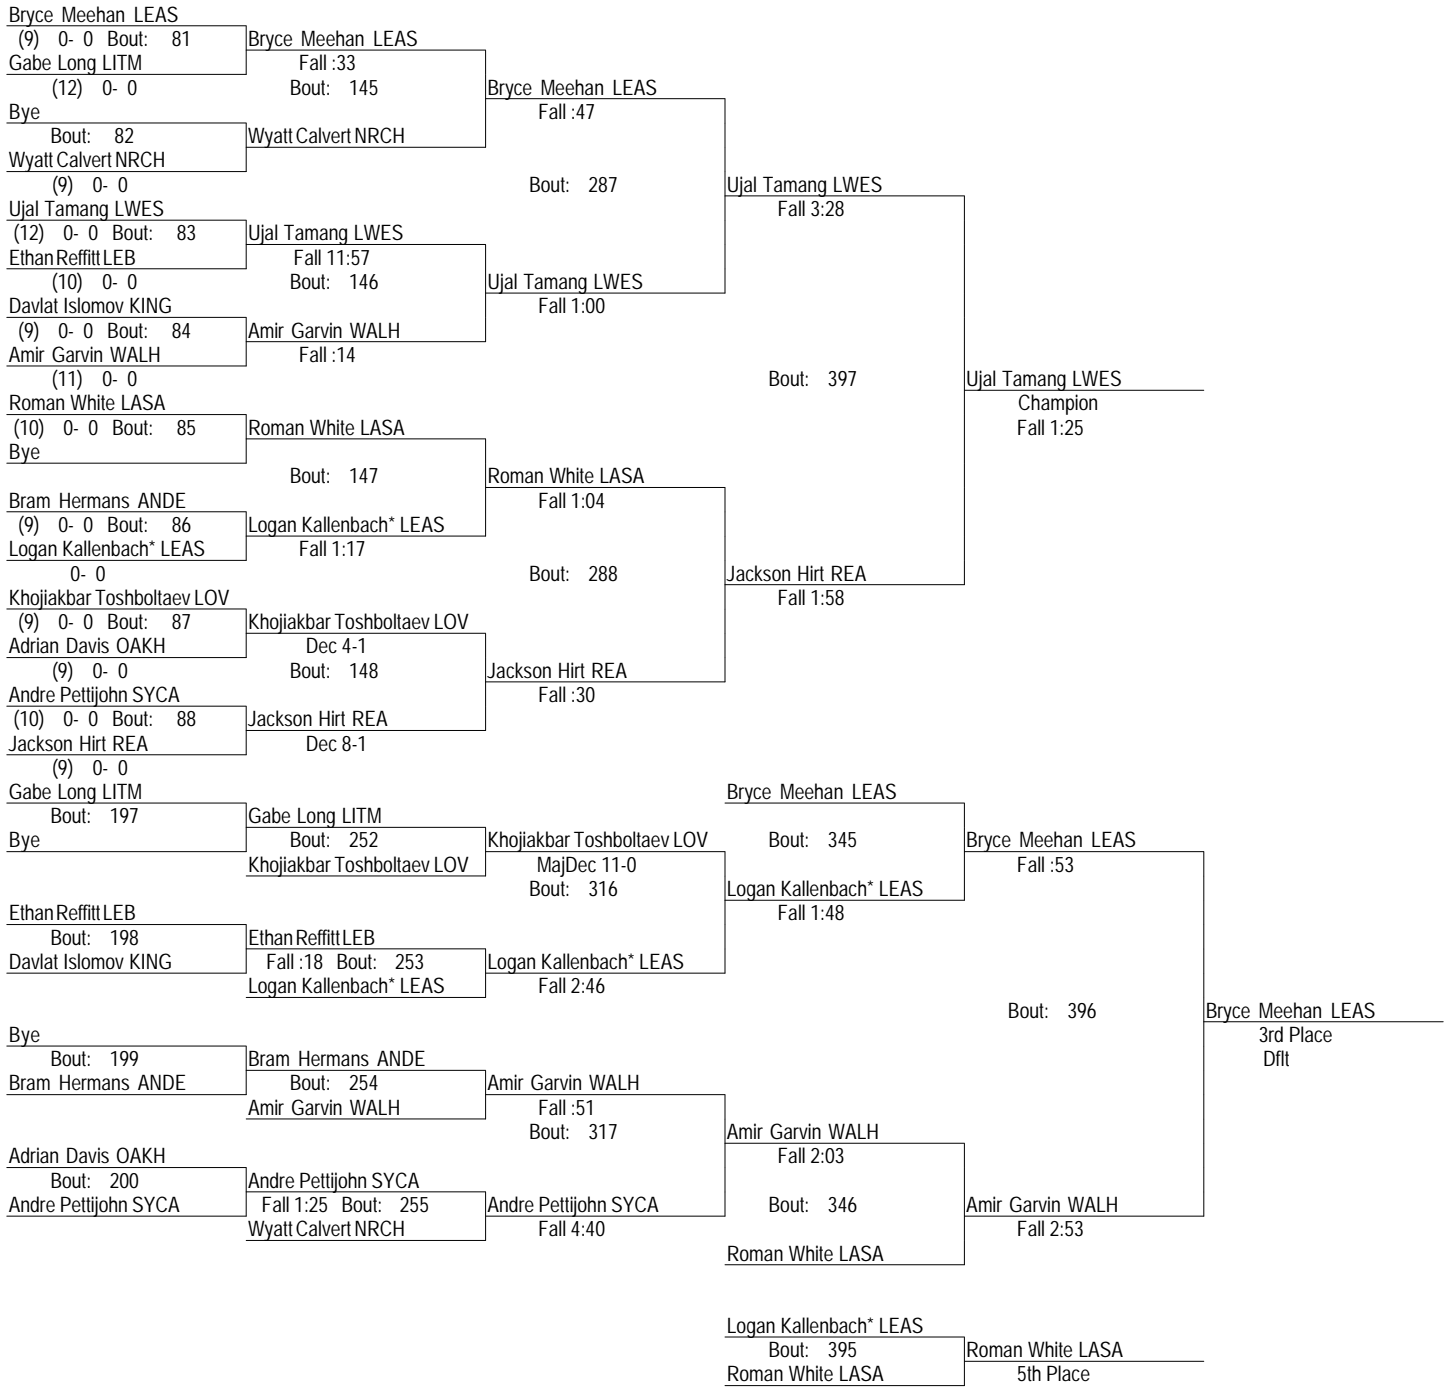 Bryce Meehan LEAS
(9) 0- 0 Bout: 81
Bryce Meehan LEAS
Gabe Long LITM
Fall :33
(12) 0- 0
Bout: 145
Bryce Meehan LEAS
Bye
Fall :47
Bout: 82
Wyatt Calvert NRCH
Wyatt Calvert NRCH
(9) 0- 0
Bout: 287
Ujal Tamang LWES
Ujal Tamang LWES
Fall 3:28
(12) 0- 0 Bout: 83
Ujal Tamang LWES
Ethan Reffitt LEB
Fall 11:57
(10) 0- 0
Bout: 146
Ujal Tamang LWES
Davlat Islomov KING
Fall 1:00
(9) 0- 0 Bout: 84
Amir Garvin WALH
Amir Garvin WALH
Fall :14
(11) 0- 0
Bout: 397
Ujal Tamang LWES
Roman White LASA
Champion
(10) 0- 0 Bout: 85
Roman White LASA
Fall 1:25
Bye
Bout: 147
Roman White LASA
Bram Hermans ANDE
Fall 1:04
(9) 0- 0 Bout: 86
Logan Kallenbach* LEAS
Logan Kallenbach* LEAS
Fall 1:17
0- 0
Bout: 288
Jackson Hirt REA
Khojiakbar Toshboltaev LOV
Fall 1:58
(9) 0- 0 Bout: 87
Khojiakbar Toshboltaev LOV
Adrian Davis OAKH
Dec 4-1
(9) 0- 0
Bout: 148
Jackson Hirt REA
Andre Pettijohn SYCA
Fall :30
(10) 0- 0 Bout: 88
Jackson Hirt REA
Jackson Hirt REA
Dec 8-1
(9) 0- 0
Gabe Long LITM
Bryce Meehan LEAS
Bout: 197
Gabe Long LITM
Bye
Bout: 252
Khojiakbar Toshboltaev LOV
Bout: 345
Bryce Meehan LEAS
Khojiakbar Toshboltaev LOV
MajDec 11-0
Fall :53
Bout: 316
Logan Kallenbach* LEAS
Ethan Reffitt LEB
Fall 1:48
Bout: 198
Ethan Reffitt LEB
Davlat Islomov KING
Fall :18 Bout: 253
Logan Kallenbach* LEAS
Logan Kallenbach* LEAS
Fall 2:46
Bout: 396
Bryce Meehan LEAS
Bye
3rd Place
Bout: 199
Bram Hermans ANDE
Dflt
Bram Hermans ANDE
Bout: 254
Amir Garvin WALH
Amir Garvin WALH
Fall :51
Bout: 317
Amir Garvin WALH
Adrian Davis OAKH
Fall 2:03
Bout: 200
Andre Pettijohn SYCA
Andre Pettijohn SYCA
Fall 1:25 Bout: 255
Andre Pettijohn SYCA
Bout: 346
Amir Garvin WALH
Wyatt Calvert NRCH
Fall 4:40
Fall 2:53
Roman White LASA
Logan Kallenbach* LEAS
Bout: 395
Roman White LASA
Roman White LASA
5th Place